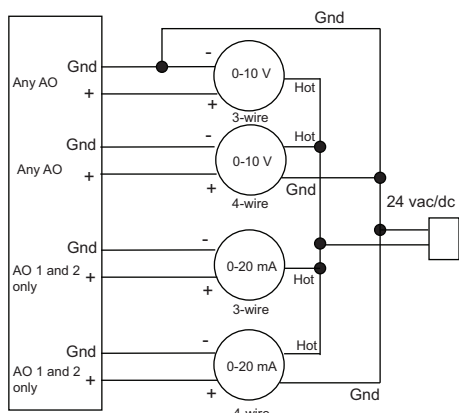 Gnd
Gnd - 0-10 V
Any AO
+ + Hot
3-wire
Gnd - Hot
Any AO 0-10 V
+ + Gnd
4-wire
24 vac/dc
Gnd -
AO 1 and 2 only + 0-20 mA
+ Hot
3-wire
Gnd - Hot
AO 1 and 2 only + 0-20 mA
+ Gnd
4-wire